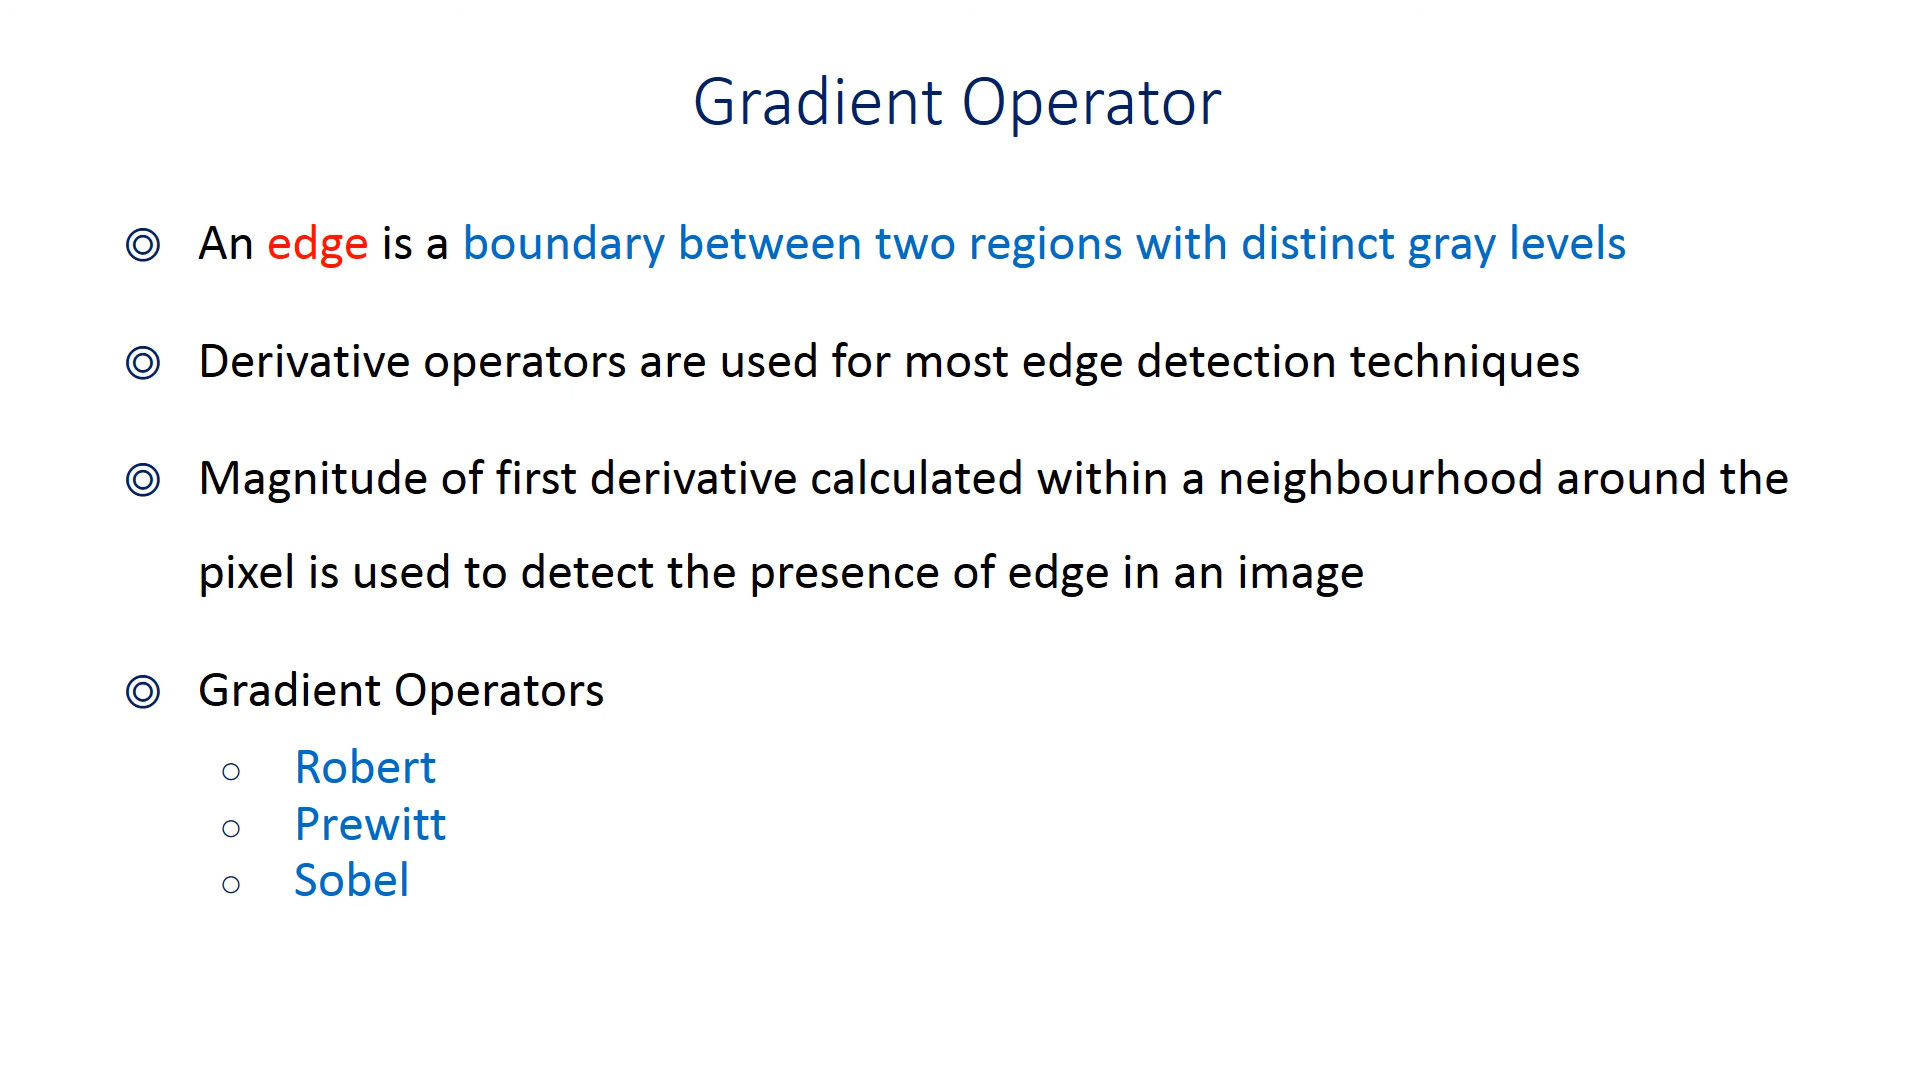 Gradient Operator
◎ An edge is a boundary between two regions with distinct gray levels
◎ Derivative operators are used for most edge detection techniques
◎ Magnitude of first derivative calculated within a neighbourhood around the
pixel is used to detect the presence of edge in an image
◎ Gradient Operators
○ Robert
○ Prewitt
○ Sobel